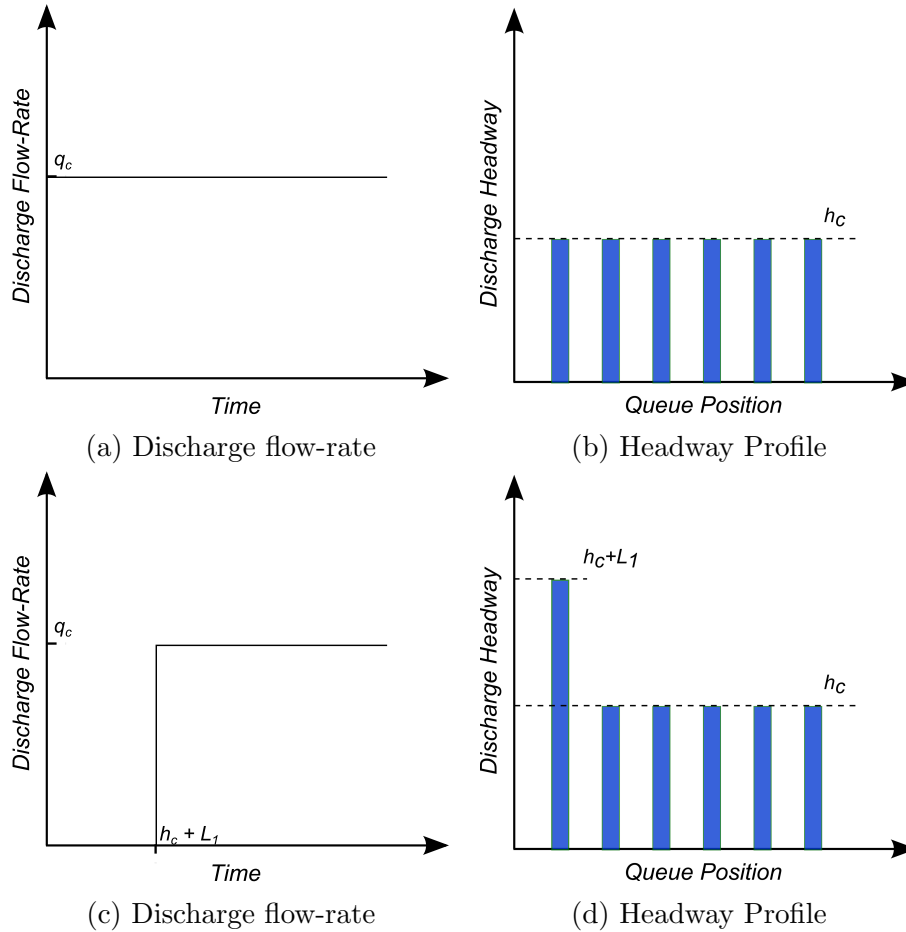 Discharge Flow-Rate
q_c
Time
(a) Discharge flow-rate
Discharge Headway
h_c
Queue Position
(b) Headway Profile
Discharge Flow-Rate
q_c
h_c + L_1
Time
(c) Discharge flow-rate
Discharge Headway
h_c+L_1
h_c
Queue Position
(d) Headway Profile